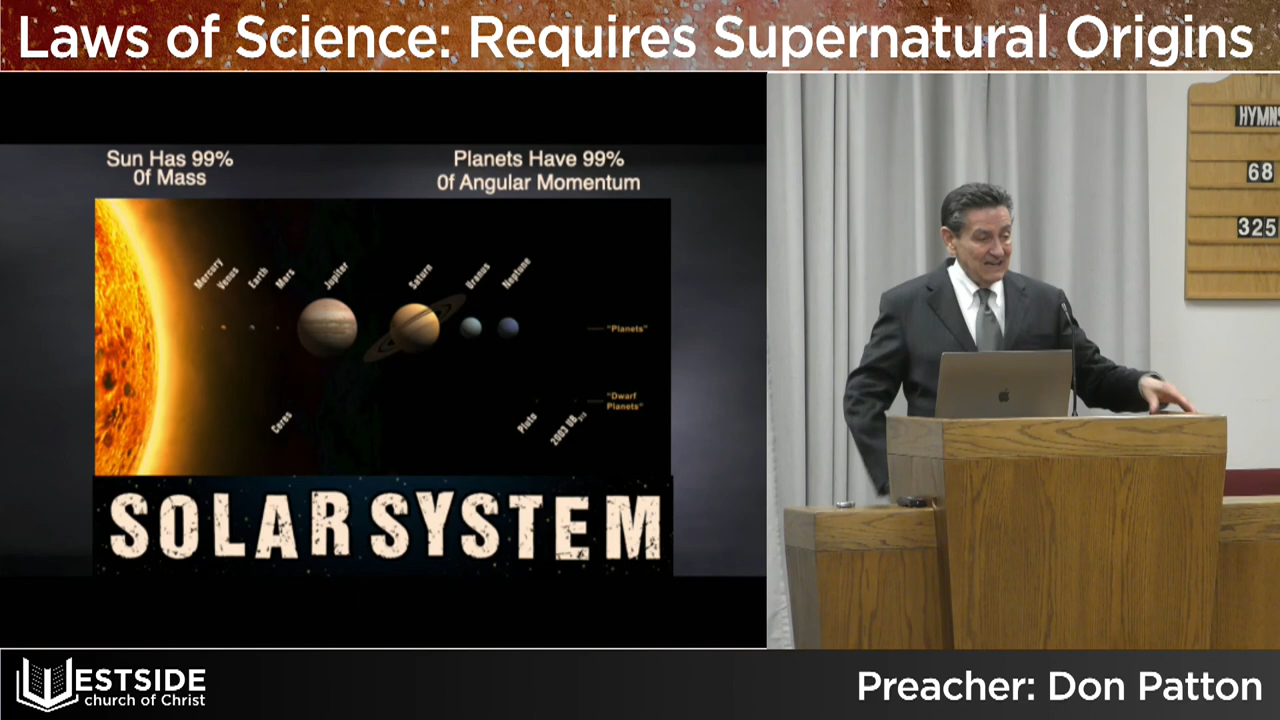 Laws of Science: Requires Supernatural Origins
Sun Has 99%
0f Mass
Planets Have 99%
0f Angular Momentum
Mercury
Venus
Earth
Mars
Jupiter
Saturn
Uranus
Neptune
"Planets"
Ceres
Pluto
2003 UB313
"Dwarf
Planets"
SOLAR SYSTEM
HYMNS
68
325
WESTSIDE
church of Christ
Preacher: Don Patton